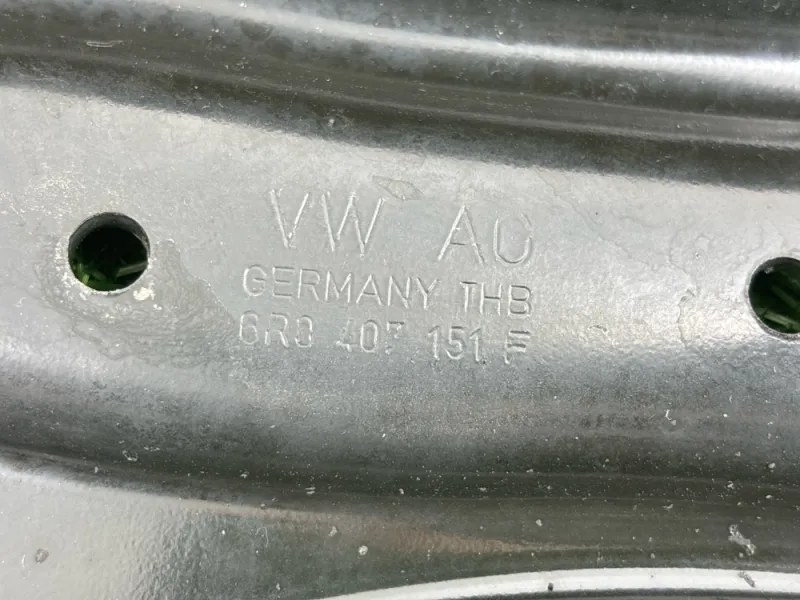 VW AG
GERMANY THB
6R0 407 151 F